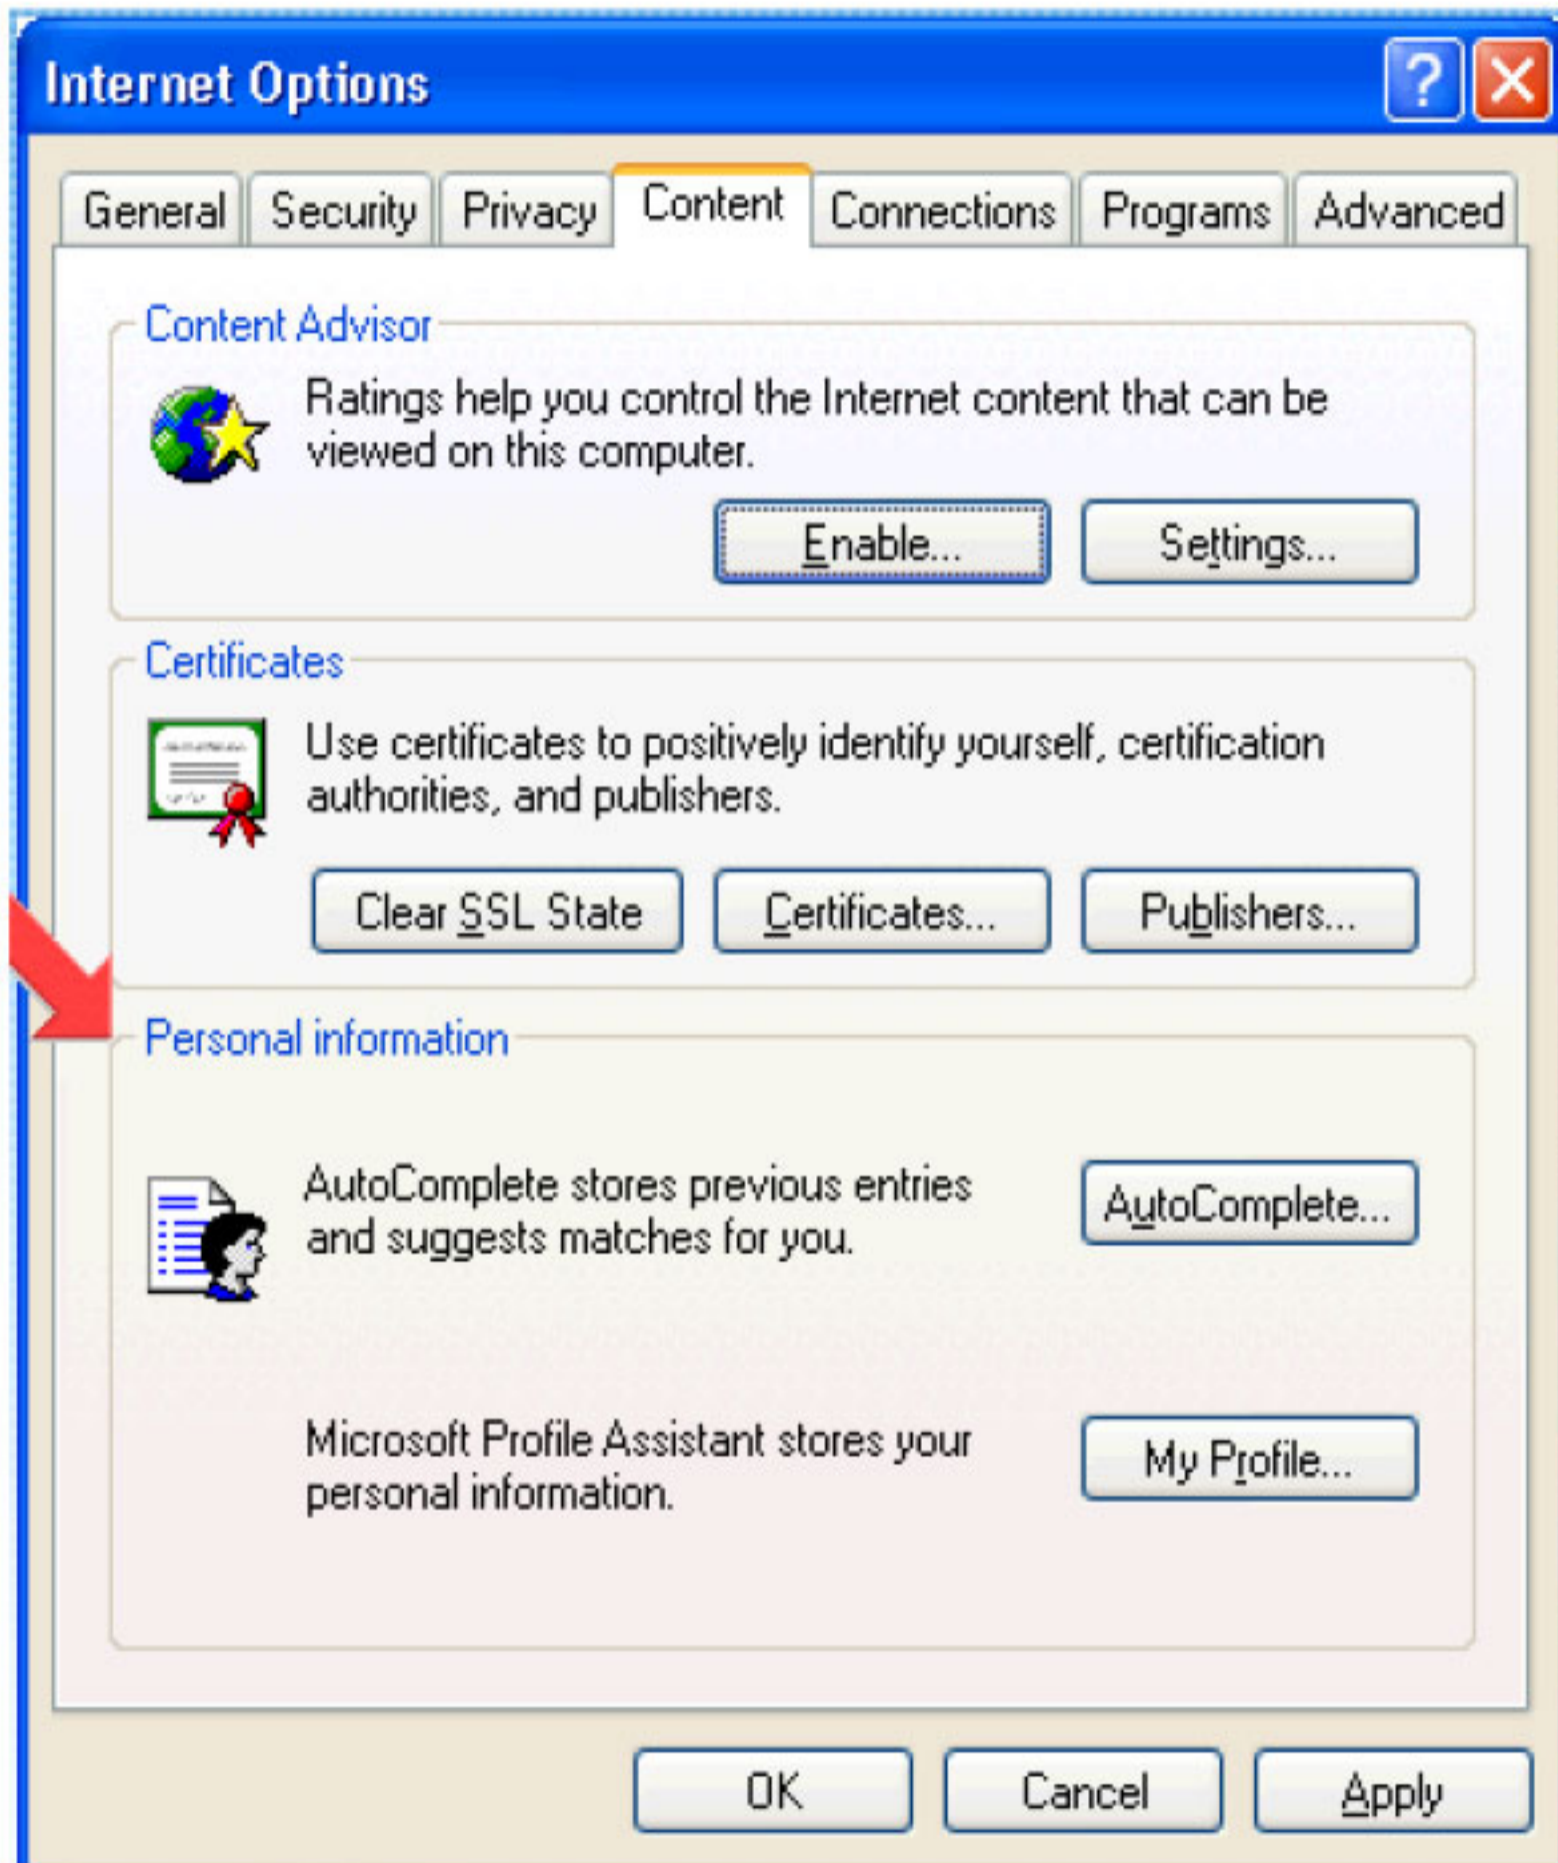 Internet Options
General Security Privacy Content Connections Programs Advanced
Content Advisor
Ratings help you control the Internet content that can be
viewed on this computer.
Enable... Settings...
Certificates
Use certificates to positively identify yourself, certification
authorities, and publishers.
Clear SSL State Certificates... Publishers...
Personal information
AutoComplete stores previous entries
and suggests matches for you.
AutoComplete...
Microsoft Profile Assistant stores your
personal information.
My Profile...
OK Cancel Apply